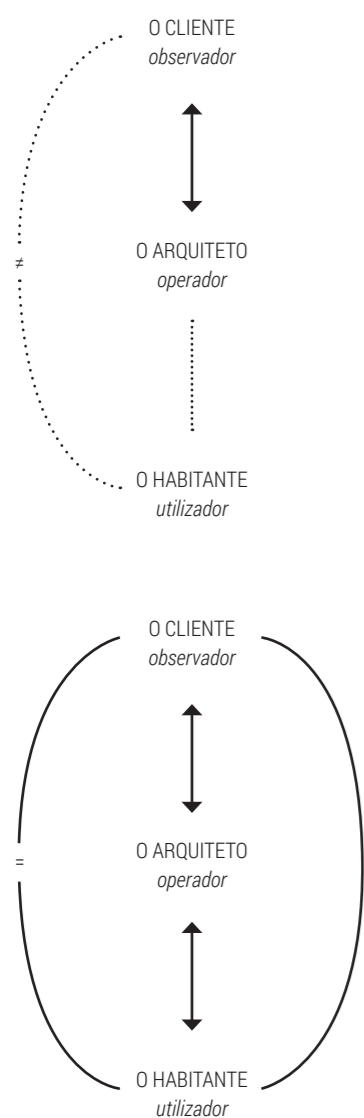 O CLIENTE
observador
≠
O ARQUITETO
operador
O HABITANTE
utilizador
O CLIENTE
observador
=
O ARQUITETO
operador
O HABITANTE
utilizador